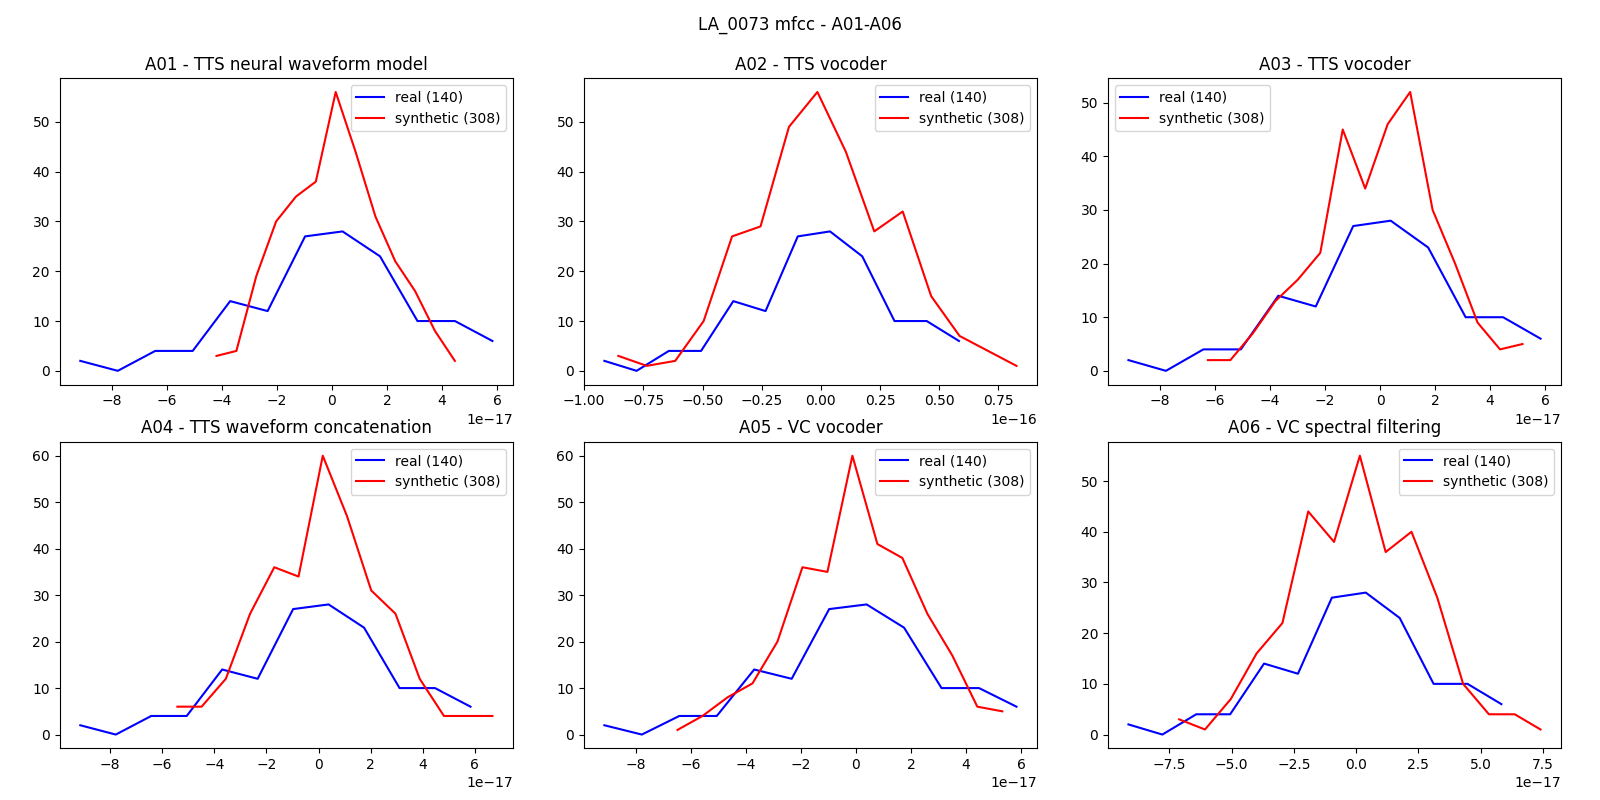 LA_0073 mfcc - A01-A06
A01 - TTS neural waveform model
real (140)
synthetic (308)
50
40
30
20
10
0
−8 −6 −4 −2 0 2 4 6
1e−17
A02 - TTS vocoder
real (140)
synthetic (308)
50
40
30
20
10
0
−1.00 −0.75 −0.50 −0.25 0.00 0.25 0.50 0.75
1e−16
A03 - TTS vocoder
real (140)
synthetic (308)
50
40
30
20
10
0
−8 −6 −4 −2 0 2 4 6
1e−17
A04 - TTS waveform concatenation
real (140)
synthetic (308)
60
50
40
30
20
10
0
−8 −6 −4 −2 0 2 4 6
1e−17
A05 - VC vocoder
real (140)
synthetic (308)
60
50
40
30
20
10
0
−8 −6 −4 −2 0 2 4 6
1e−17
A06 - VC spectral filtering
real (140)
synthetic (308)
50
40
30
20
10
0
−7.5 −5.0 −2.5 0.0 2.5 5.0 7.5
1e−17